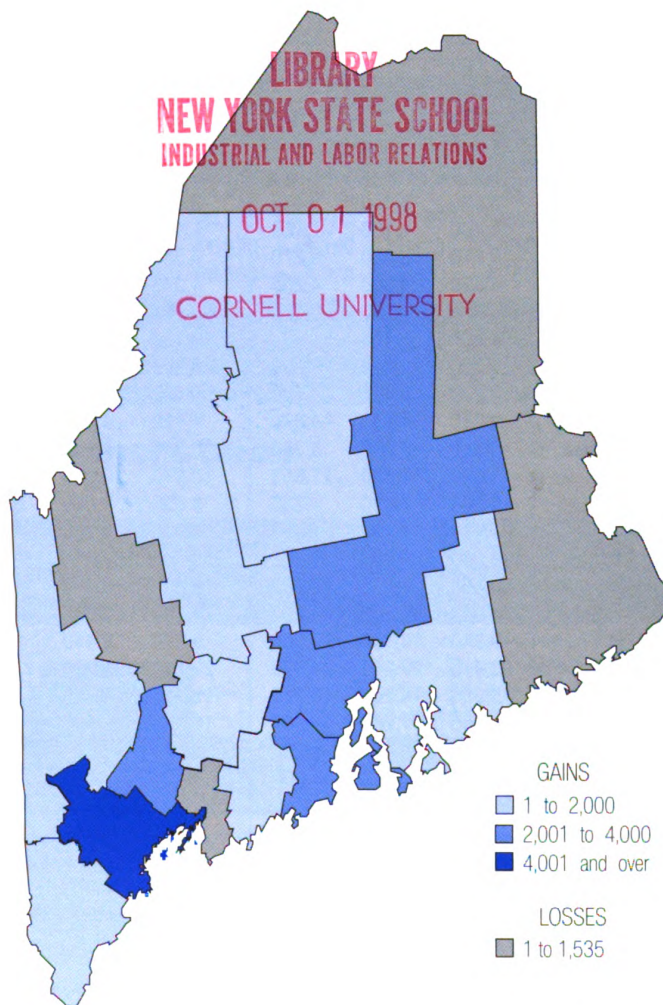 LIBRARY
NEW YORK STATE SCHOOL
INDUSTRIAL AND LABOR RELATIONS
OCT 01 1998
CORNELL UNIVERSITY
GAINS
1 to 2,000
2,001 to 4,000
4,001 and over
LOSSES
1 to 1,535